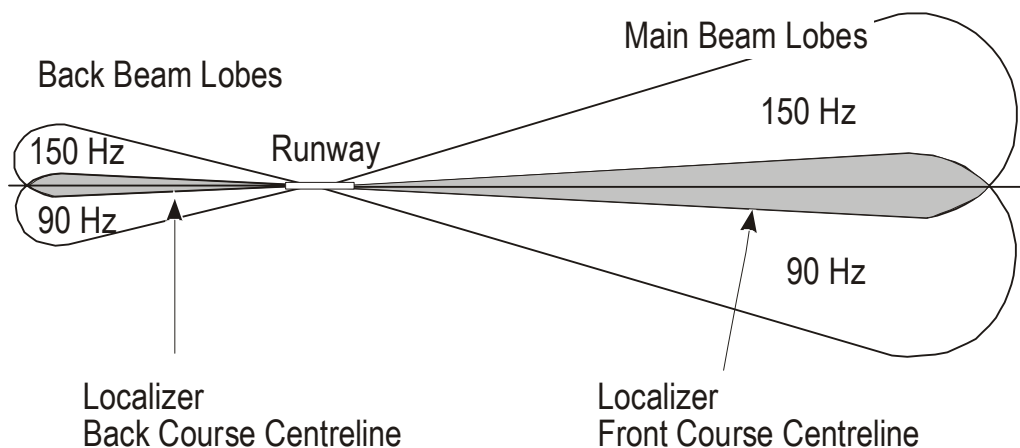 Main Beam Lobes
Back Beam Lobes
150 Hz
150 Hz
Runway
90 Hz
90 Hz
Localizer
Back Course Centreline
Localizer
Front Course Centreline